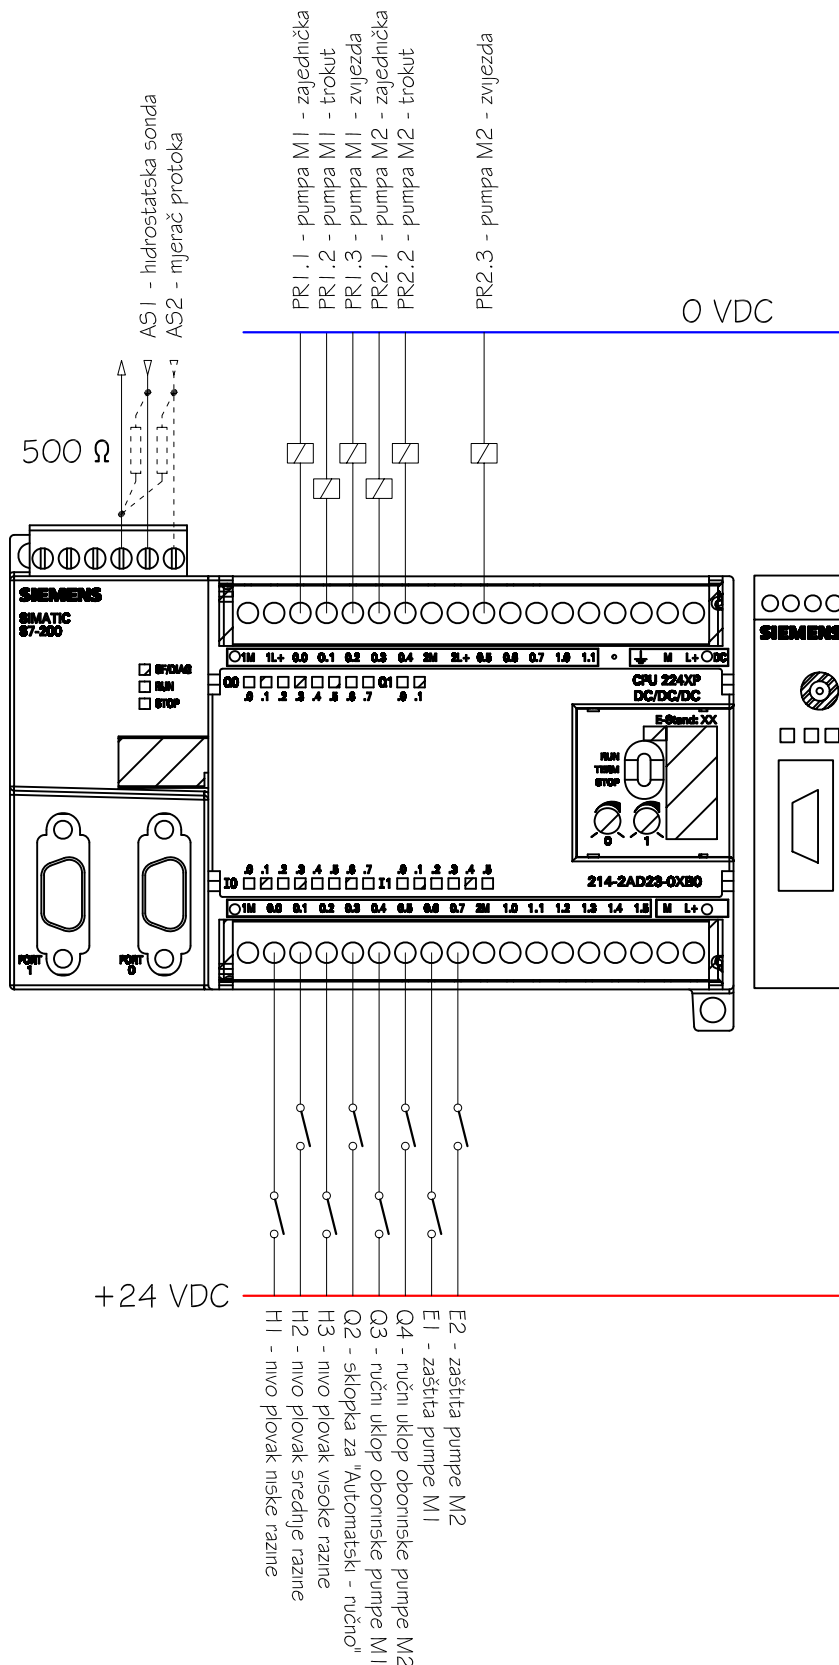 AS1 - hidrostatska sonda
AS2 - mjerač protoka
PR1.1 - pumpa M1 - zajednička
PR1.2 - pumpa M1 - trokut
PR1.3 - pumpa M1 - zvijezda
PR2.1 - pumpa M2 - zajednička
PR2.2 - pumpa M2 - trokut
PR2.3 - pumpa M2 - zvijezda
0 VDC
500 Ω
SIEMENS
SIMATIC
S7-200
SF/DIAG
RUN
STOP
1M 1L+ 0.0 0.1 0.2 0.3 0.4 2M 2L+ 0.5 0.6 0.7 1.0 1.1 M L+ DC
Q0 Q1
.0 .1 .2 .3 .4 .5 .6 .7 .0 .1
CPU 224XP
DC/DC/DC
E-Stand: XX
RUN
TERM
STOP
0 1
SIEMENS
.0 .1 .2 .3 .4 .5 .6 .7 .0 .1 .2 .3 .4 .5
I0 I1
214-2AD23-0XB0
1M 0.0 0.1 0.2 0.3 0.4 0.5 0.6 0.7 2M 1.0 1.1 1.2 1.3 1.4 1.5 M L+
PORT
1
PORT
0
+24 VDC
H1 - nivo plovak niske razine
H2 - nivo plovak srednje razine
H3 - nivo plovak visoke razine
Q2 - sklopka za "Automatski - ručno"
Q3 - ručni uklop oborinske pumpe M1
Q4 - ručni uklop oborinske pumpe M2
E1 - zaštita pumpe M1
E2 - zaštita pumpe M2